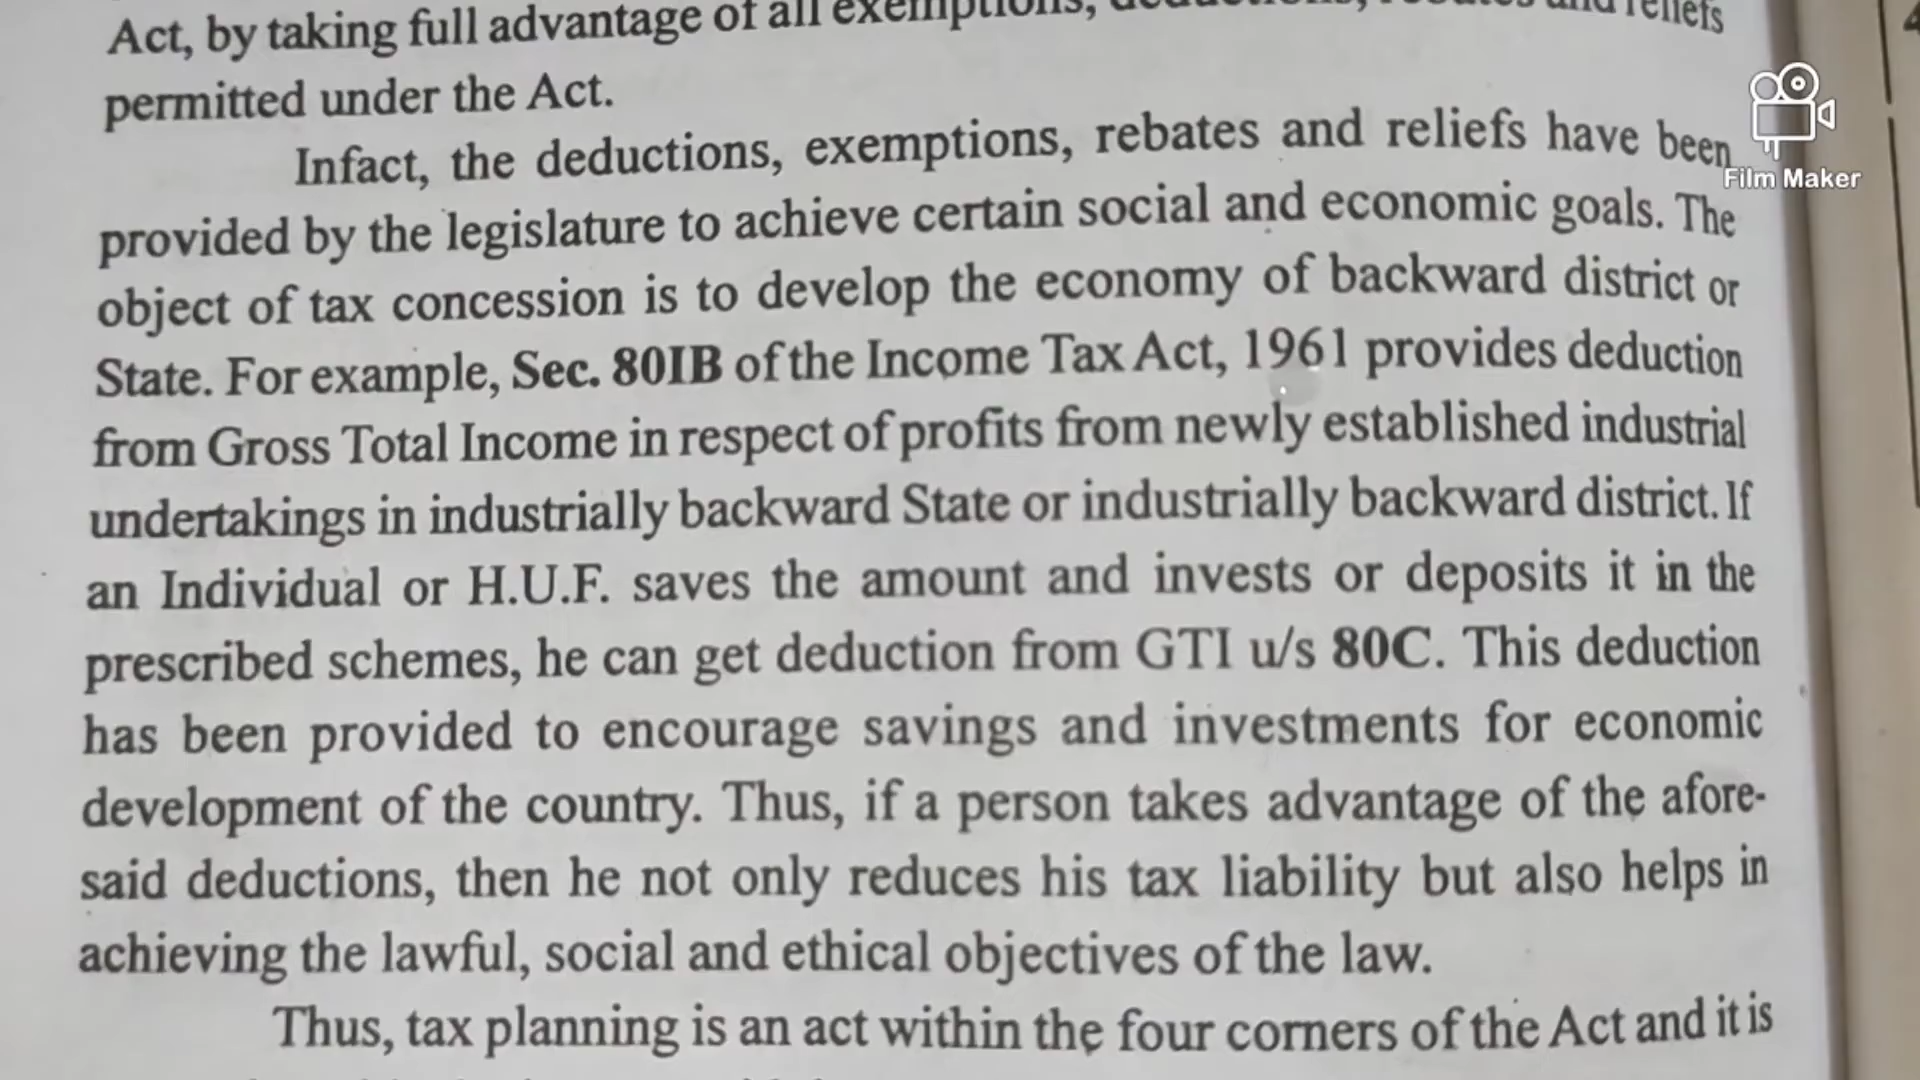 Act, by taking full advantage of all exemptions, deductions, rebates and reliefs
permitted under the Act.
Infact, the deductions, exemptions, rebates and reliefs have been
provided by the legislature to achieve certain social and economic goals. The
object of tax concession is to develop the economy of backward district or
State. For example, Sec. 80IB of the Income Tax Act, 1961 provides deduction
from Gross Total Income in respect of profits from newly established industrial
undertakings in industrially backward State or industrially backward district. If
an Individual or H.U.F. saves the amount and invests or deposits it in the
prescribed schemes, he can get deduction from GTI u/s 80C. This deduction
has been provided to encourage savings and investments for economic
development of the country. Thus, if a person takes advantage of the afore-
said deductions, then he not only reduces his tax liability but also helps in
achieving the lawful, social and ethical objectives of the law.
Thus, tax planning is an act within the four corners of the Act and it is
Film Maker